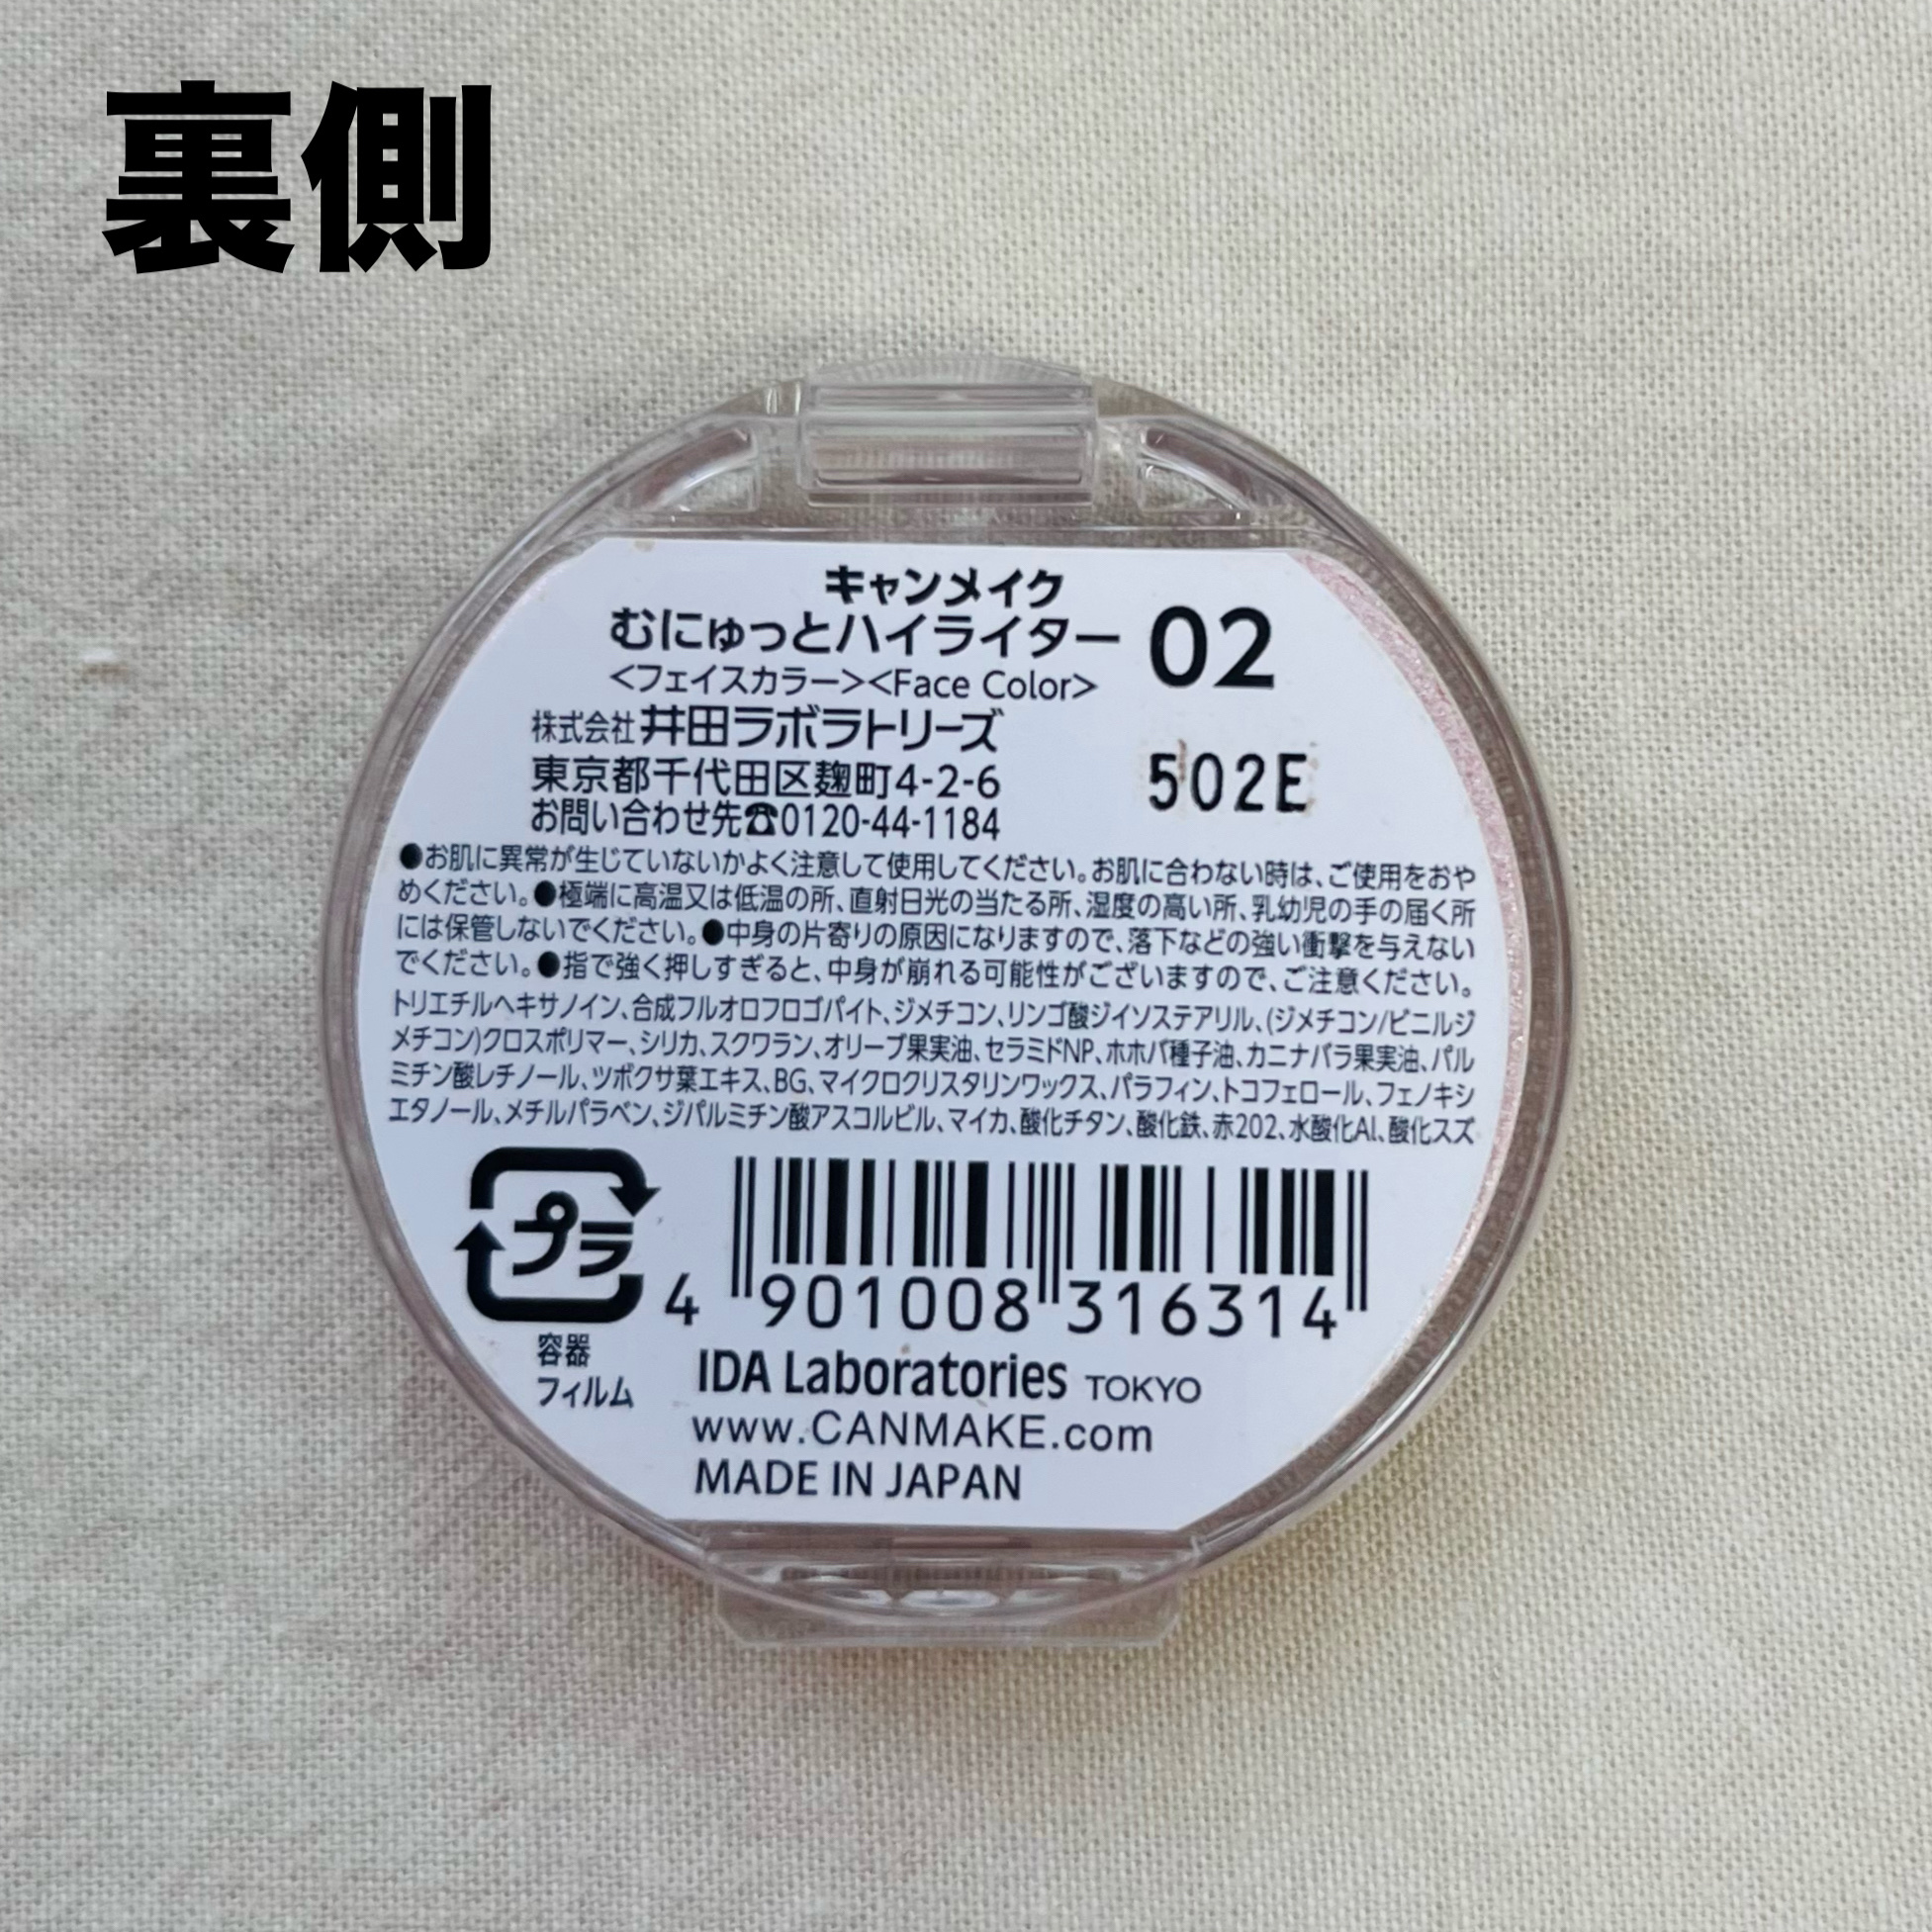 裏側
キャンメイク
むにゅっとハイライター 02
<フェイスカラー><Face Color>
株式会社 井田ラボラトリーズ
東京都千代田区麹町4-2-6
502E
お問い合わせ先☎0120-44-1184
●お肌に異常が生じていないかよく注意して使用してください。お肌に合わない時は、ご使用をおや
めください。●極端に高温又は低温の所、直射日光の当たる所、湿度の高い所、乳幼児の手の届く所
には保管しないでください。●中身の片寄りの原因になりますので、落下などの強い衝撃を与えない
でください。●指で強く押しすぎると、中身が崩れる可能性がございますので、ご注意ください。
トリエチルヘキサノイン、合成フルオロフロゴパイト、ジメチコン、リンゴ酸ジイソステアリル、(ジメチコン/ビニルジ
メチコン)クロスポリマー、シリカ、スクワラン、オリーブ果実油、セラミドNP、ホホバ種子油、カニナバラ果実油、パル
ミチン酸レチノール、ツボクサ葉エキス、BG、マイクロクリスタリンワックス、パラフィン、トコフェロール、フェノキシ
エタノール、メチルパラベン、ジパルミチン酸アスコルビル、マイカ、酸化チタン、酸化鉄、赤202、水酸化Al、酸化スズ
プラ
容器
フィルム
4 901008 316314
IDA Laboratories TOKYO
www.CANMAKE.com
MADE IN JAPAN